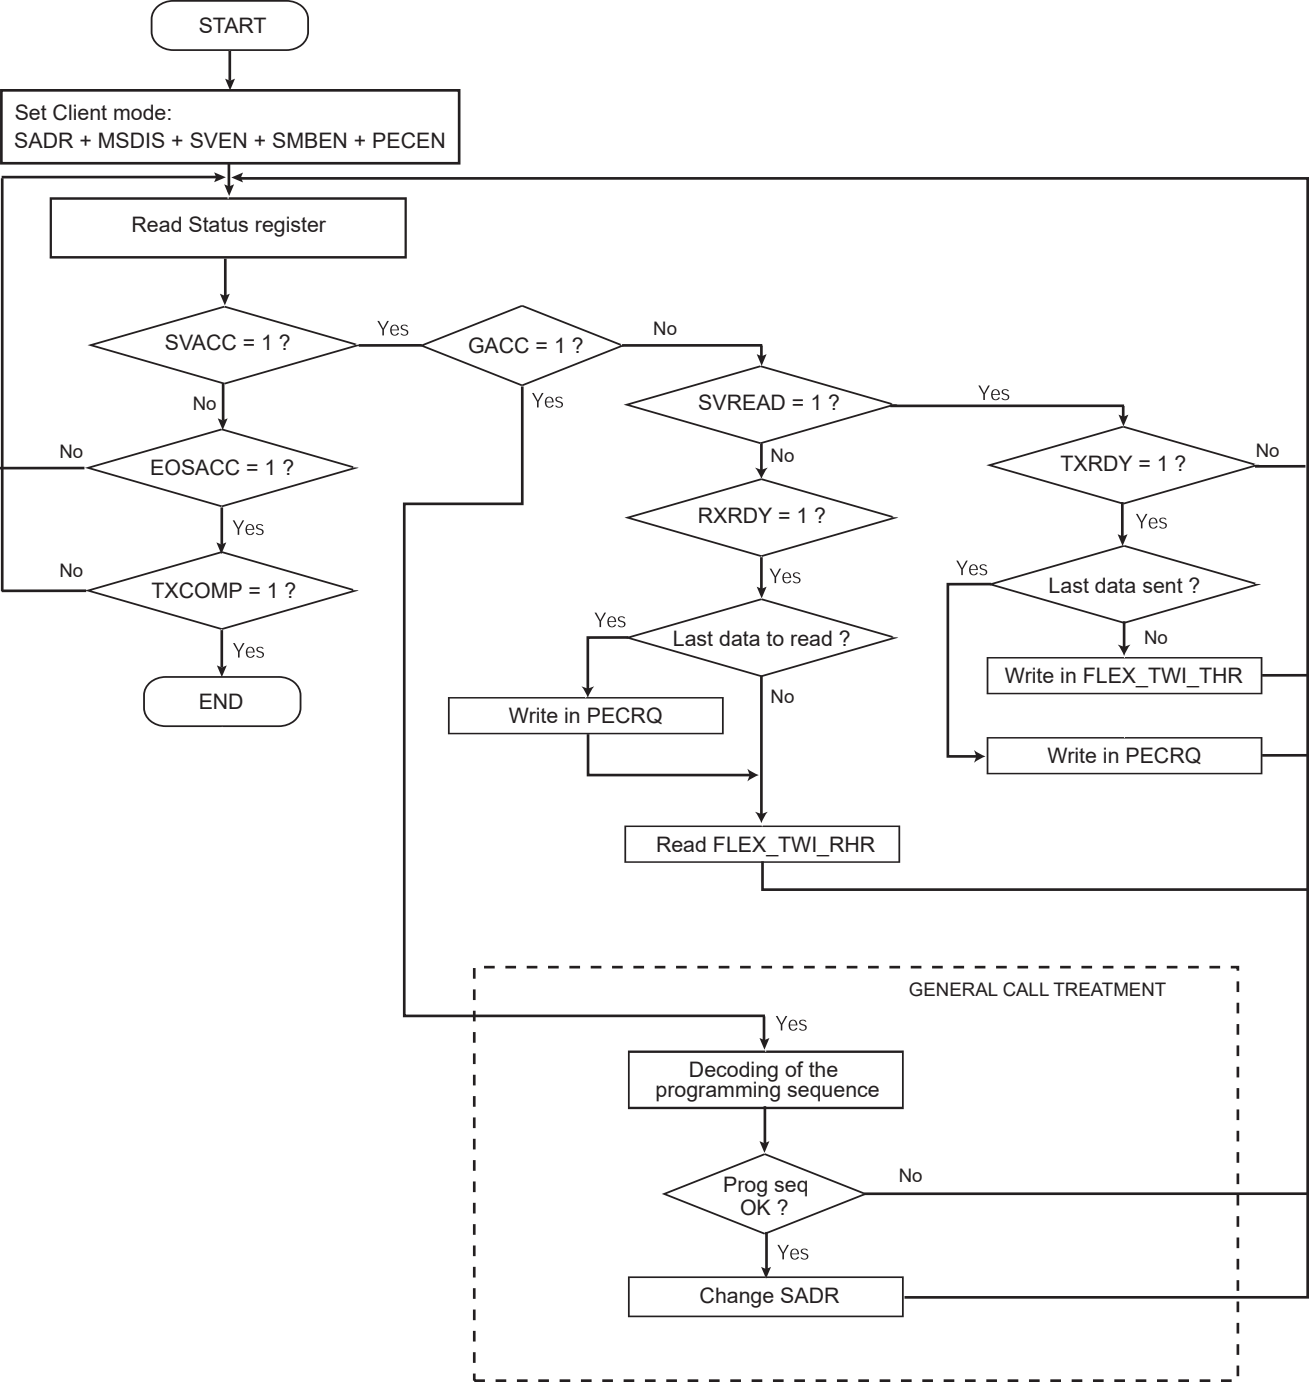 START
Set Client mode:
SADR + MSDIS + SVEN + SMBEN + PECEN
Read Status register
SVACC = 1 ?
Yes
GACC = 1 ?
No
SVREAD = 1 ?
Yes
No
Yes
No
EOSACC = 1 ?
No
TXRDY = 1 ?
No
RXRDY = 1 ?
Yes
Yes
TXCOMP = 1 ?
No
Yes
Yes
Last data sent ?
No
Yes
Last data to read ?
Yes
Write in FLEX_TWI_THR
END
No
Write in PECRQ
Write in PECRQ
Read FLEX_TWI_RHR
GENERAL CALL TREATMENT
Yes
Decoding of the
programming sequence
Prog seq
OK ?
No
Yes
Change SADR